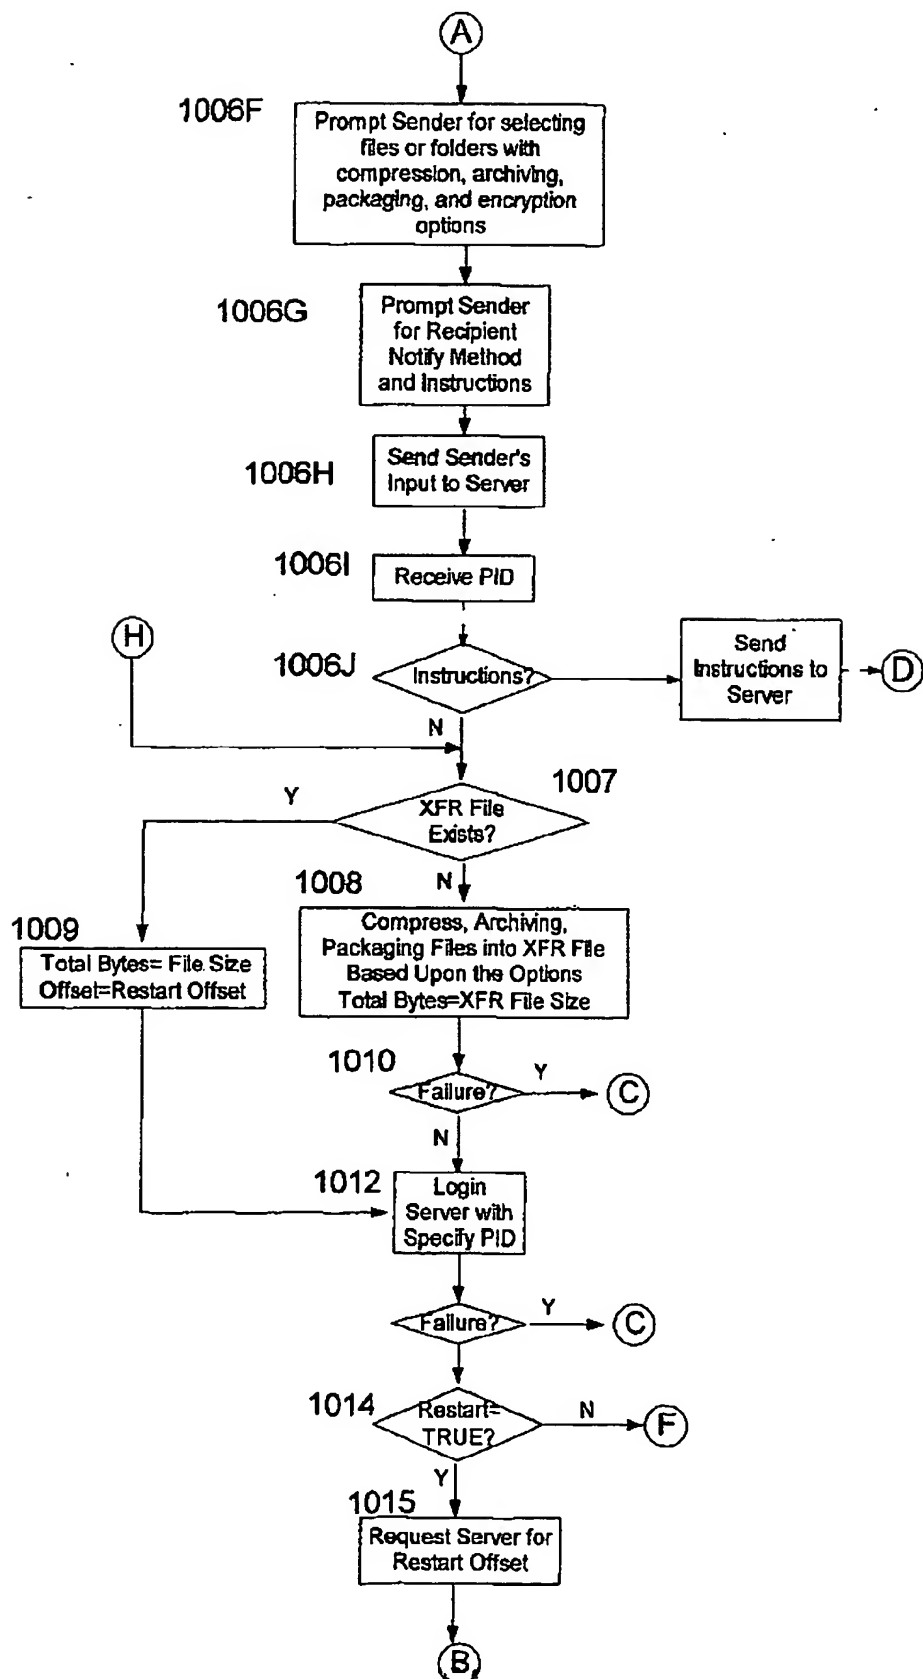 A
1006F
Prompt Sender for selecting
files or folders with
compression, archiving,
packaging, and encryption
options
1006G
Prompt Sender
for Recipient
Notify Method
and Instructions
1006H
Send Sender's
Input to Server
1006I
Receive PID
H
1006J
Instructions?
Send
Instructions to
Server
D
N
1007
Y
XFR File
Exists?
N
1008
Compress, Archiving,
Packaging Files into XFR File
Based Upon the Options
Total Bytes=XFR File Size
1009
Total Bytes= File Size
Offset=Restart Offset
1010
Failure?
Y
C
N
1012
Login
Server with
Specify PID
Failure?
Y
C
1014
Restart=
TRUE?
N
F
Y
1015
Request Server for
Restart Offset
B